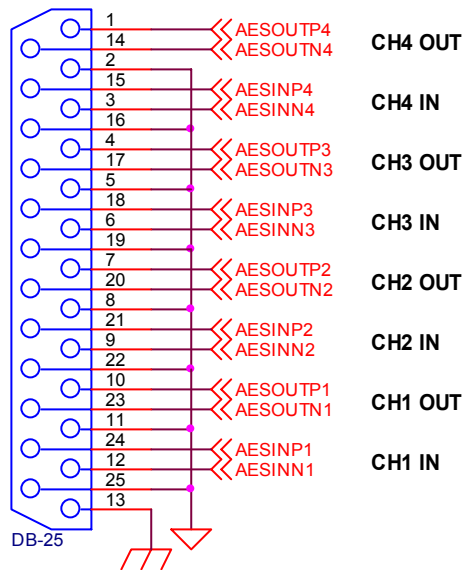 1 AESOUTP4
14 AESOUTN4 CH4 OUT
2
15 AESINP4
3 AESINN4 CH4 IN
16
4 AESOUTP3
17 AESOUTN3 CH3 OUT
5
18 AESINP3
6 AESINN3 CH3 IN
19
7 AESOUTP2
20 AESOUTN2 CH2 OUT
8
21 AESINP2
9 AESINN2 CH2 IN
22
10 AESOUTP1
23 AESOUTN1 CH1 OUT
11
24 AESINP1
12 AESINN1 CH1 IN
25
13
DB-25